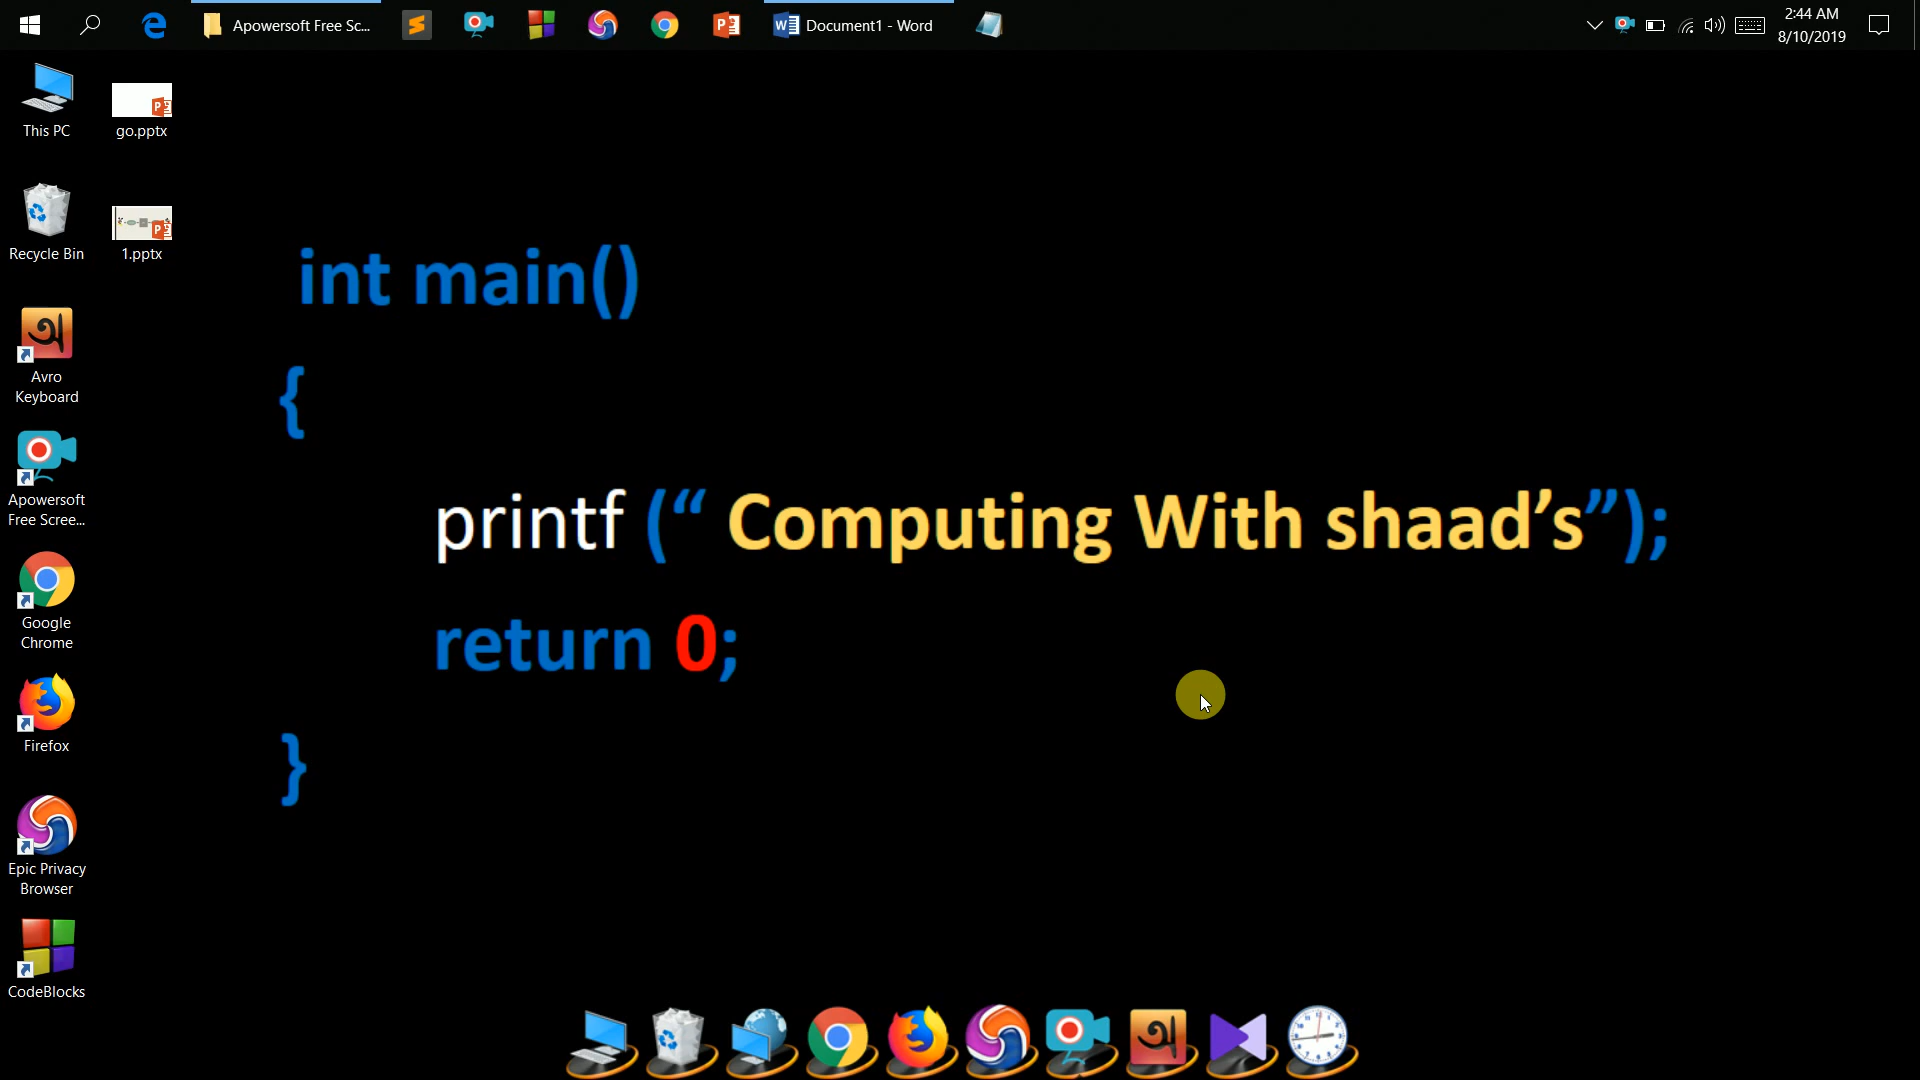 Apowersoft Free Sc...
Document1 - Word
2:44 AM
8/10/2019
This PC
go.pptx
Recycle Bin
1.pptx
Avro
Keyboard
Apowersoft
Free Scree...
Google
Chrome
Firefox
Epic Privacy
Browser
CodeBlocks
int main()
{
printf (“ Computing With shaad’s”);
return 0;
}